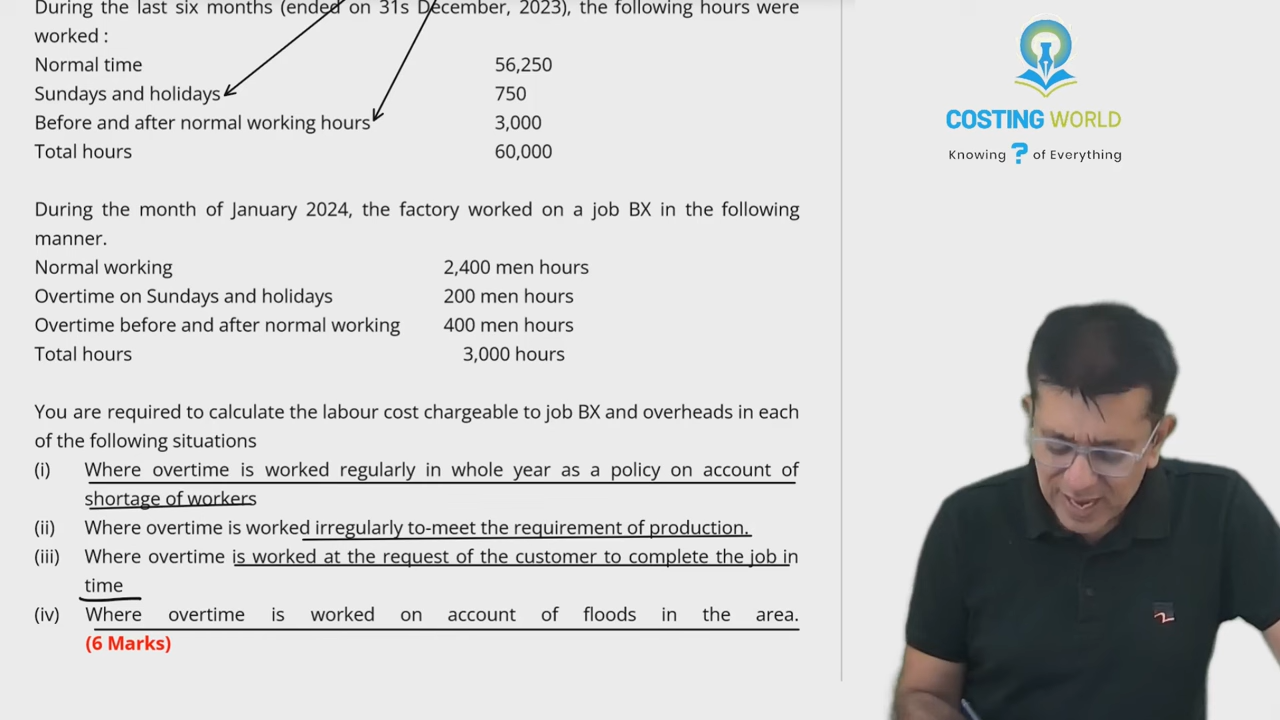 During the last six months (ended on 31s December, 2023), the following hours were
worked :
Normal time 56,250
Sundays and holidays 750
Before and after normal working hours 3,000
Total hours 60,000
During the month of January 2024, the factory worked on a job BX in the following
manner.
Normal working 2,400 men hours
Overtime on Sundays and holidays 200 men hours
Overtime before and after normal working 400 men hours
Total hours 3,000 hours
You are required to calculate the labour cost chargeable to job BX and overheads in each
of the following situations
(i) Where overtime is worked regularly in whole year as a policy on account of
shortage of workers
(ii) Where overtime is worked irregularly to-meet the requirement of production.
(iii) Where overtime is worked at the request of the customer to complete the job in
time
(iv) Where overtime is worked on account of floods in the area.
(6 Marks)
COSTING WORLD
Knowing ? of Everything